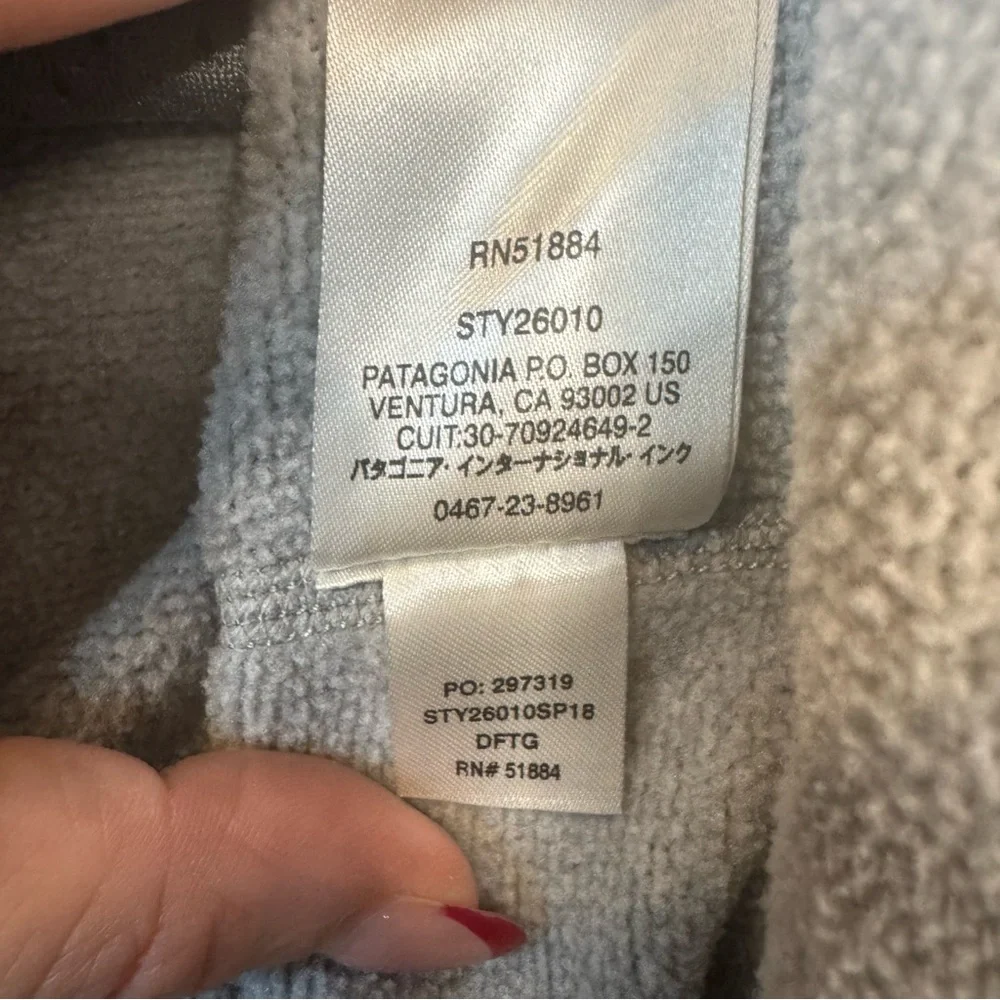 RN51884
STY26010
PATAGONIA P.O. BOX 150
VENTURA, CA 93002 US
CUIT:30-70924649-2
パタゴニア・インターナショナル・インク
0467-23-8961
PO: 297319
STY26010SP18
DFTG
RN# 51884